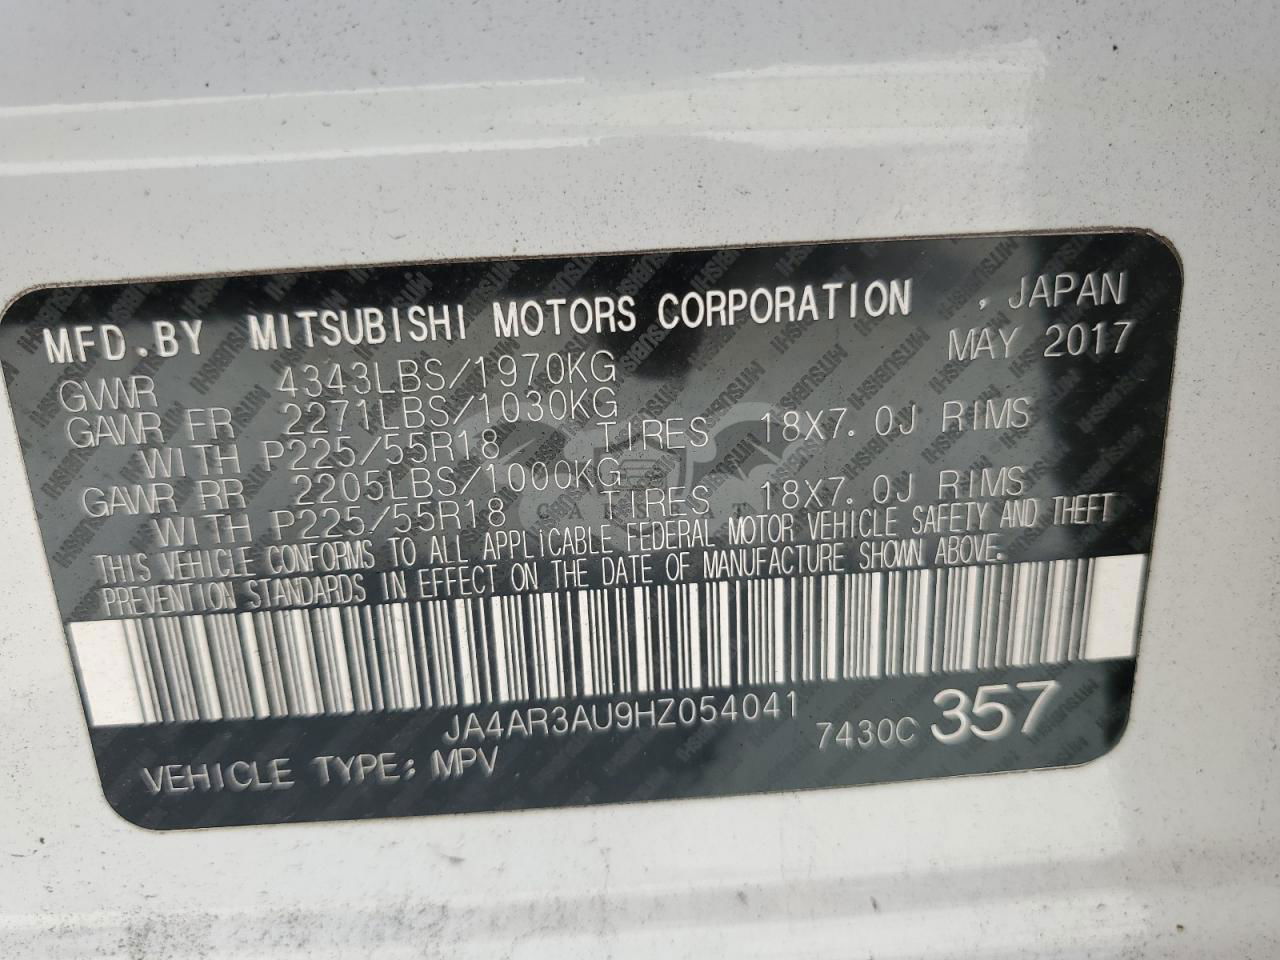 MFD.BY MITSUBISHI MOTORS CORPORATION , JAPAN
MAY 2017
GVWR 4343LBS/1970KG
GAWR FR 2271LBS/1030KG
WITH P225/55R18 TIRES 18X7.0J RIMS
GAWR RR 2205LBS/1000KG
WITH P225/55R18 TIRES 18X7.0J RIMS
THIS VEHICLE CONFORMS TO ALL APPLICABLE FEDERAL MOTOR VEHICLE SAFETY AND THEFT
PREVENTION STANDARDS IN EFFECT ON THE DATE OF MANUFACTURE SHOWN ABOVE.
JA4AR3AU9HZ054041 7430C 357
VEHICLE TYPE: MPV